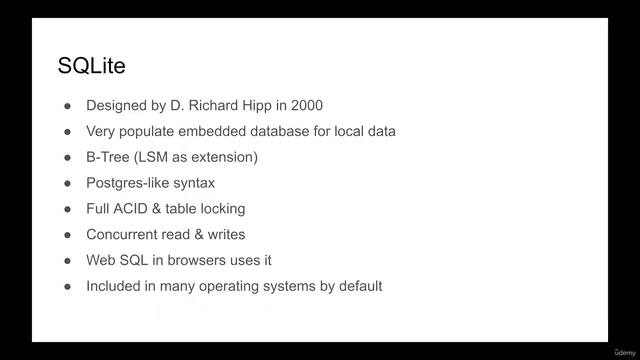 SQLite
● Designed by D. Richard Hipp in 2000
● Very populate embedded database for local data
● B-Tree (LSM as extension)
● Postgres-like syntax
● Full ACID & table locking
● Concurrent read & writes
● Web SQL in browsers uses it
● Included in many operating systems by default
udemy